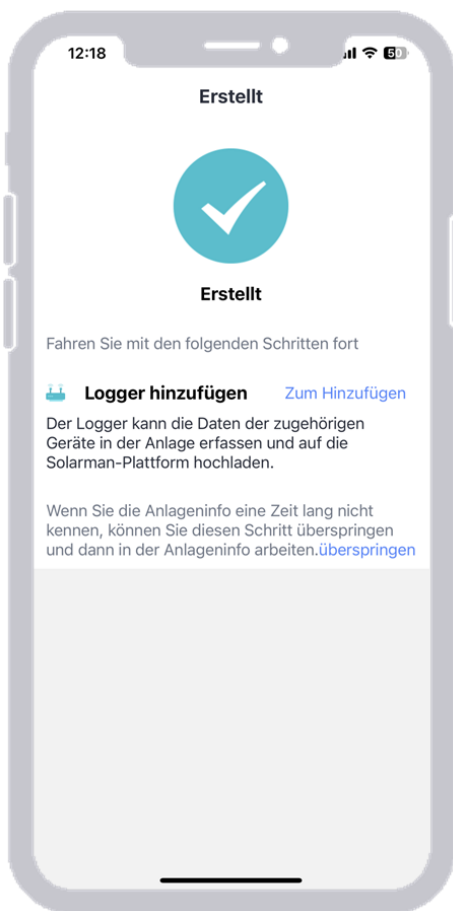 12:18
50
Erstellt
Erstellt
Fahren Sie mit den folgenden Schritten fort
Logger hinzufügen Zum Hinzufügen
Der Logger kann die Daten der zugehörigen
Geräte in der Anlage erfassen und auf die
Solarman-Plattform hochladen.
Wenn Sie die Anlageninfo eine Zeit lang nicht
kennen, können Sie diesen Schritt überspringen
und dann in der Anlageninfo arbeiten.überspringen